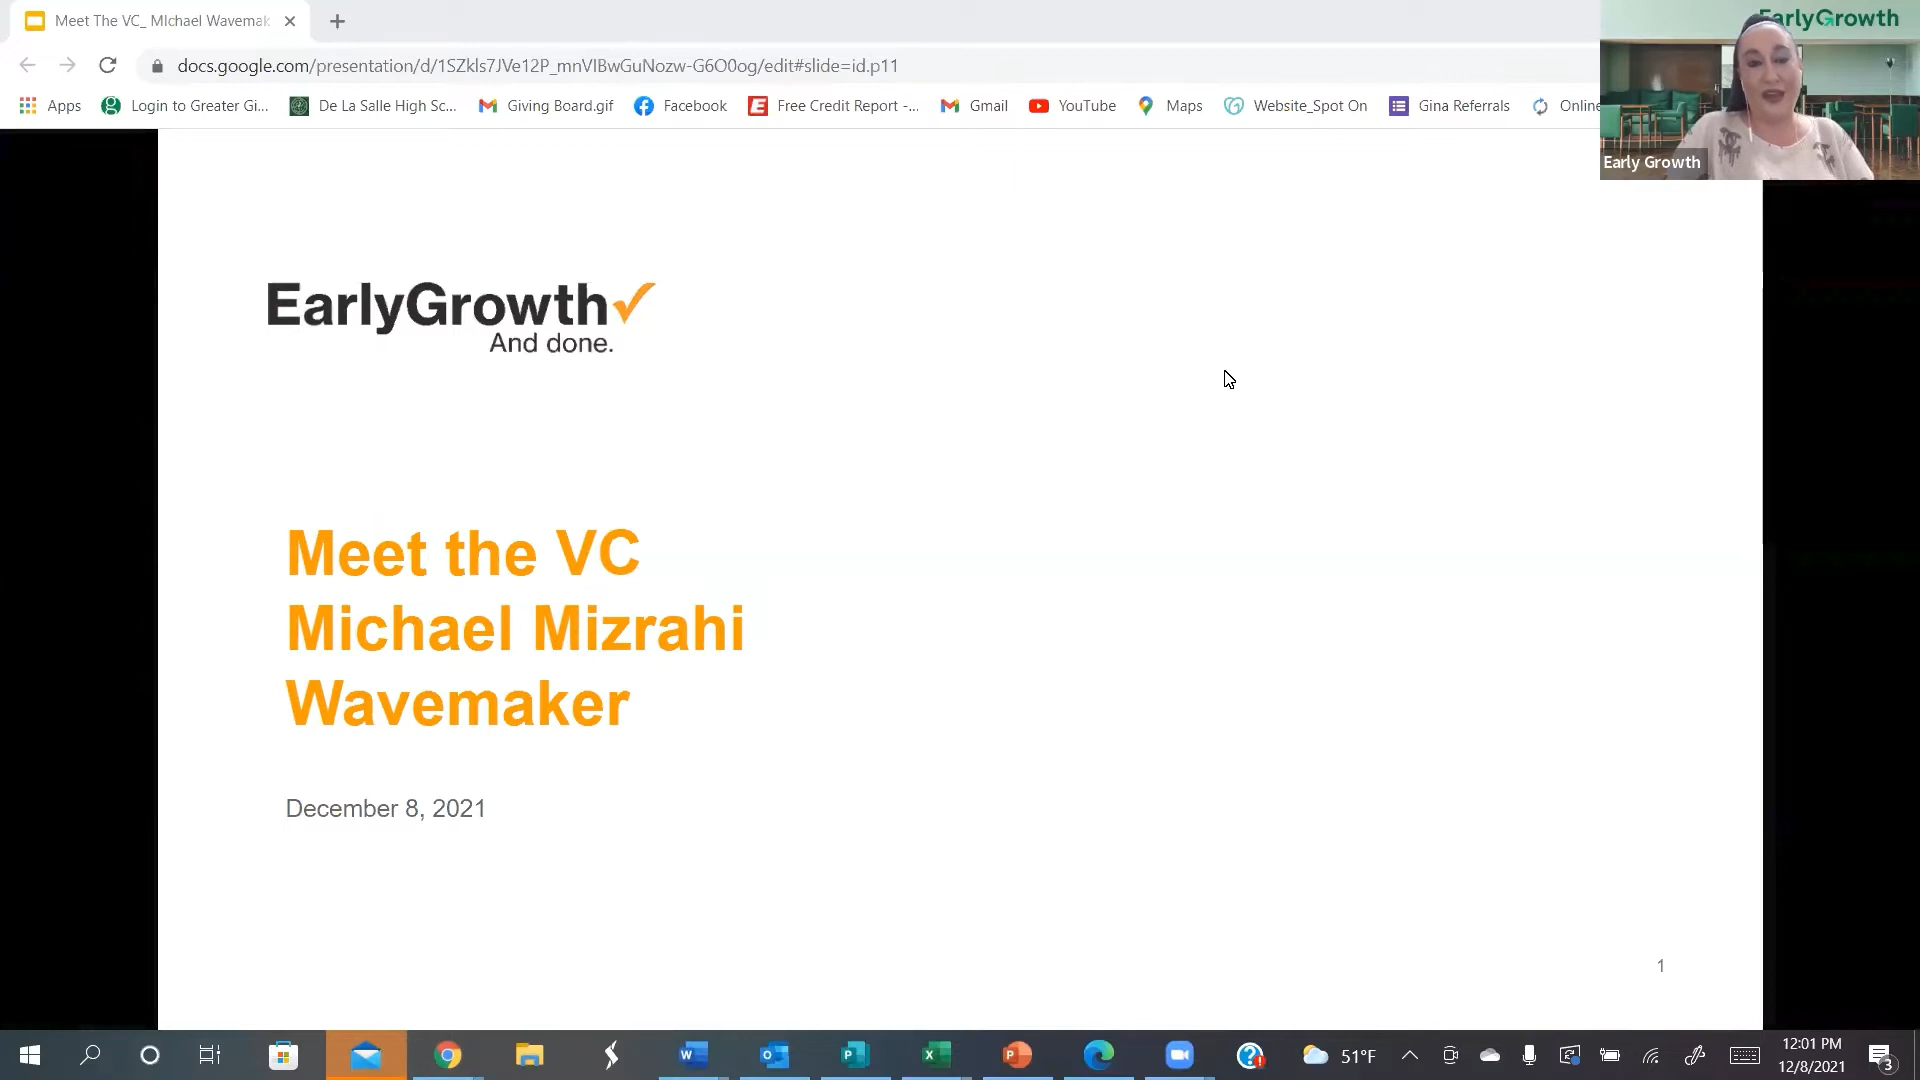 Meet The VC_ MIchael Wavemak
docs.google.com/presentation/d/1SZkls7JVe12P_mnVIBwGuNozw-G6O0og/edit#slide=id.p11
Apps
Login to Greater Gi...
De La Salle High Sc...
Giving Board.gif
Facebook
Free Credit Report -...
Gmail
YouTube
Maps
Website_Spot On
Gina Referrals
Online
EarlyGrowth
Early Growth
EarlyGrowth
And done.
Meet the VC
Michael Mizrahi
Wavemaker
December 8, 2021
1
51°F
12:01 PM
12/8/2021
3